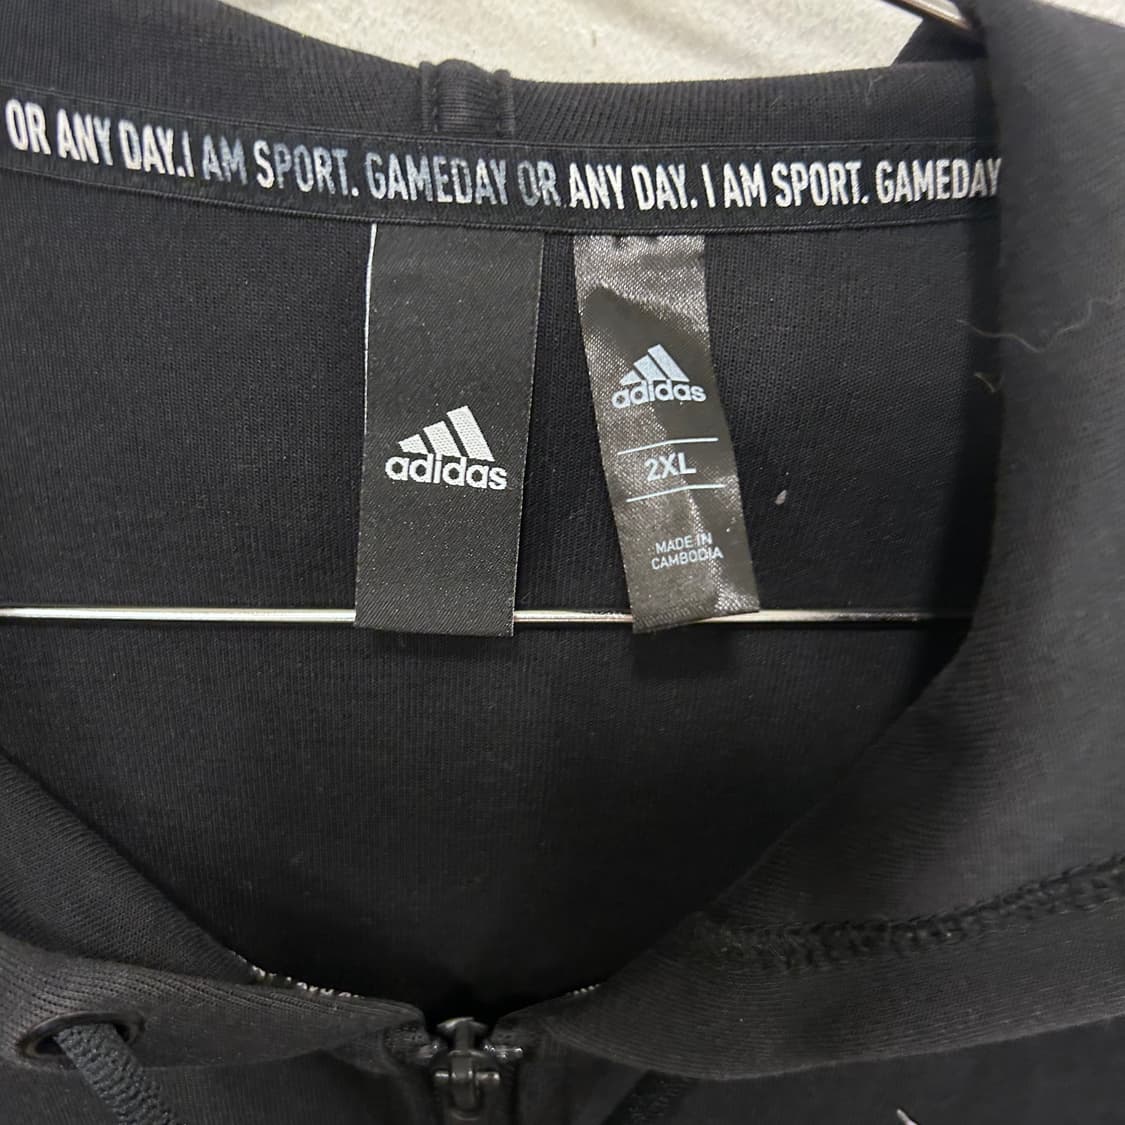 OR ANY DAY. I AM SPORT. GAMEDAY OR ANY DAY. I AM SPORT. GAMEDAY
adidas
adidas
2XL
MADE IN
CAMBODIA